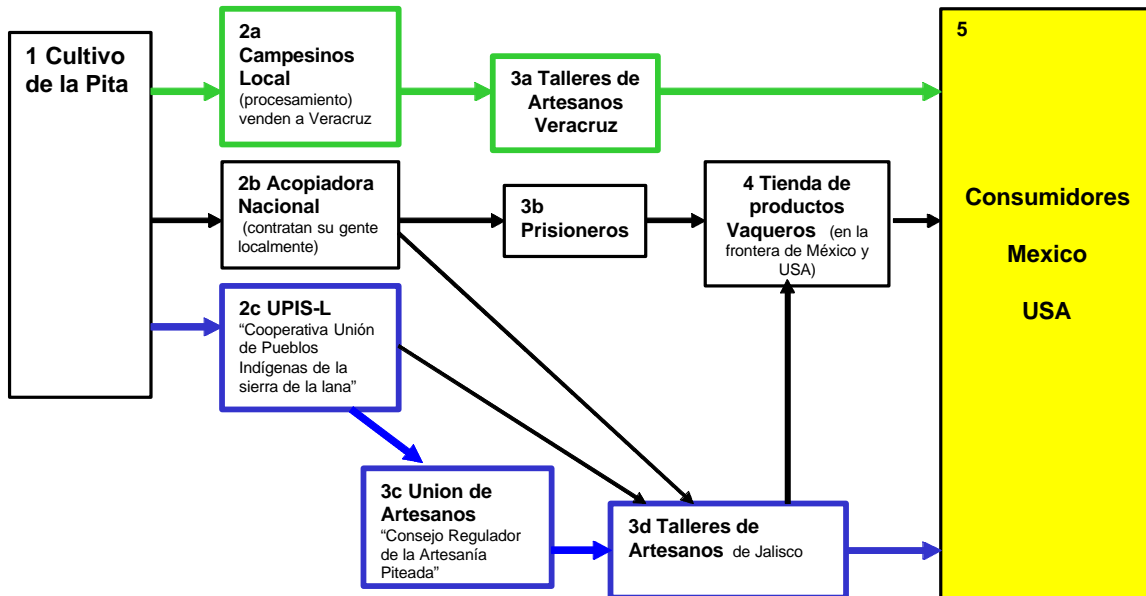 1 Cultivo
de la Pita
2a
Campesinos
Local
(procesamiento)
venden a Veracruz
3a Talleres de
Artesanos
Veracruz
2b Acopiadora
Nacional
(contratan su gente
localmente)
3b
Prisioneros
4 Tienda de
productos
Vaqueros (en la
frontera de México y
USA)
2c UPIS-L
“Cooperativa Unión
de Pueblos
Indígenas de la
sierra de la lana”
3c Union de
Artesanos
“Consejo Regulador
de la Artesanía
Piteada”
3d Talleres de
Artesanos de Jalisco
5
Consumidores
Mexico
USA